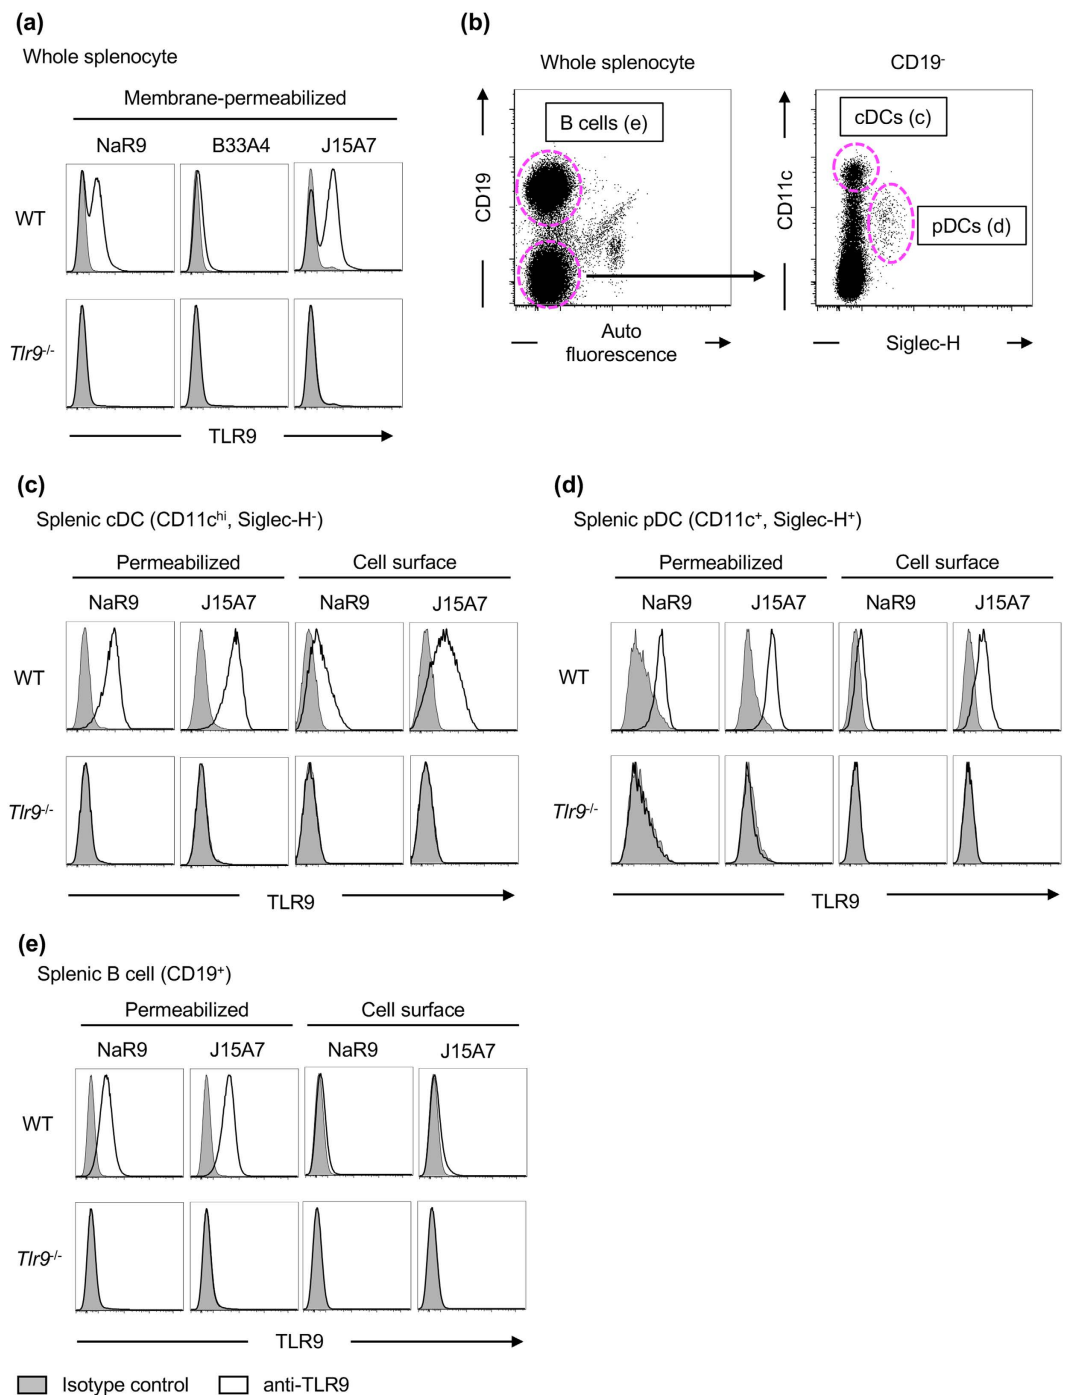 (a)
Whole splenocyte
Membrane-permeabilized
NaR9 B33A4 J15A7
WT
Tlr9-/-
TLR9
(b)
Whole splenocyte CD19-
B cells (e)
CD19
Auto
fluorescence
cDCs (c)
pDCs (d)
CD11c
Siglec-H
(c)
Splenic cDC (CD11chi, Siglec-H-)
Permeabilized Cell surface
NaR9 J15A7 NaR9 J15A7
WT
Tlr9-/-
TLR9
(d)
Splenic pDC (CD11c+, Siglec-H+)
Permeabilized Cell surface
NaR9 J15A7 NaR9 J15A7
WT
Tlr9-/-
TLR9
(e)
Splenic B cell (CD19+)
Permeabilized Cell surface
NaR9 J15A7 NaR9 J15A7
WT
Tlr9-/-
TLR9
Isotype control anti-TLR9